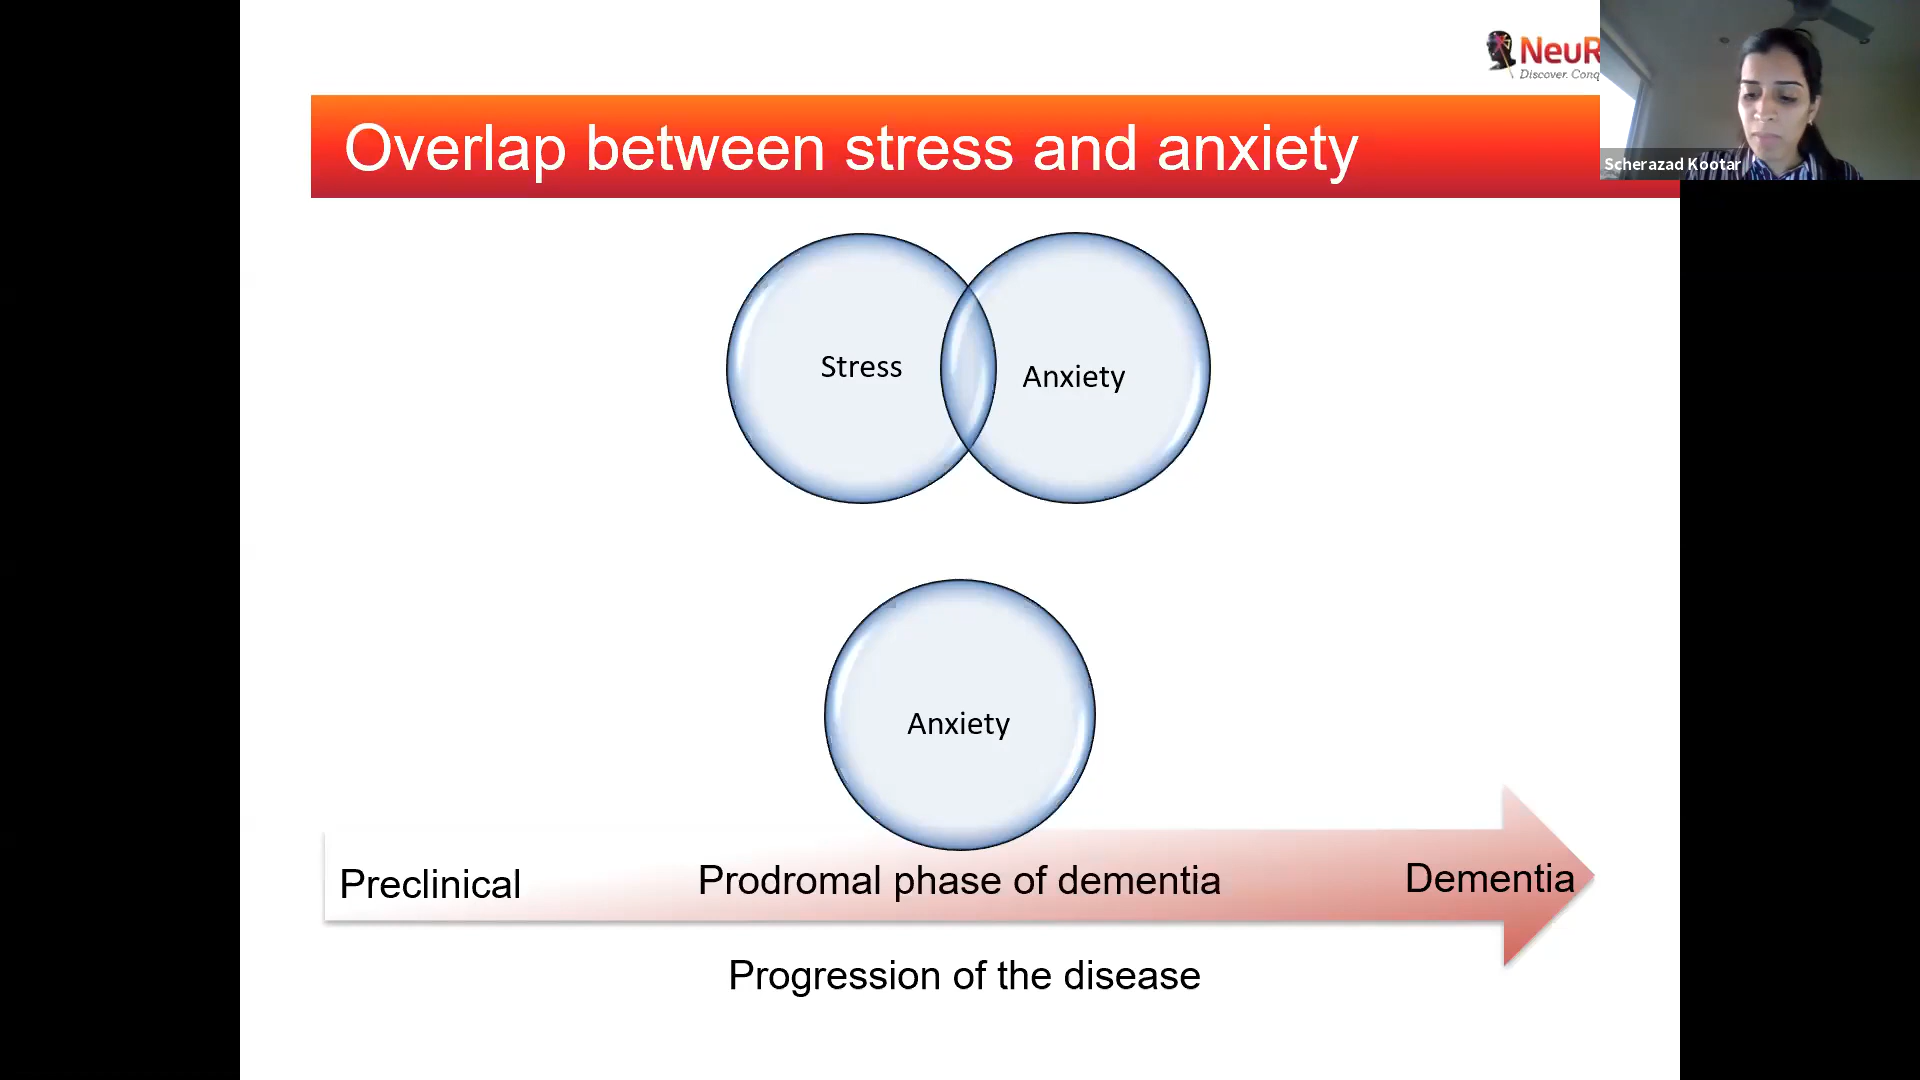 NeuR
Discover. Conq
Overlap between stress and anxiety
Scherazad Kootar
Stress
Anxiety
Anxiety
Preclinical
Prodromal phase of dementia
Dementia
Progression of the disease